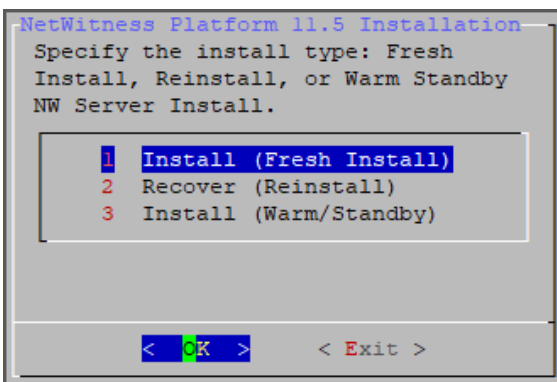 NetWitness Platform 11.5 Installation
Specify the install type: Fresh
Install, Reinstall, or Warm Standby
NW Server Install.
1 Install (Fresh Install)
2 Recover (Reinstall)
3 Install (Warm/Standby)
< OK > < Exit >